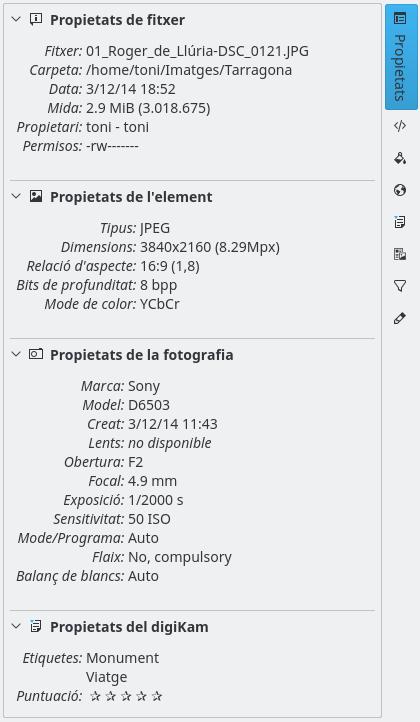 Propietats de fitxer
Fitxer: 01_Roger_de_Llúria-DSC_0121.JPG
Carpeta: /home/toni/Imatges/Tarragona
Data: 3/12/14 18:52
Mida: 2.9 MiB (3.018.675)
Propietari: toni - toni
Permisos: -rw-------
Propietats de l'element
Tipus: JPEG
Dimensions: 3840x2160 (8.29Mpx)
Relació d'aspecte: 16:9 (1,8)
Bits de profunditat: 8 bpp
Mode de color: YCbCr
Propietats de la fotografia
Marca: Sony
Model: D6503
Creat: 3/12/14 11:43
Lents: no disponible
Obertura: F2
Focal: 4.9 mm
Exposició: 1/2000 s
Sensitivitat: 50 ISO
Mode/Programa: Auto
Flaix: No, compulsory
Balanç de blancs: Auto
Propietats del digiKam
Etiquetes: Monument
Viatge
Puntuació: ☆ ☆ ☆ ☆ ☆
Propietats